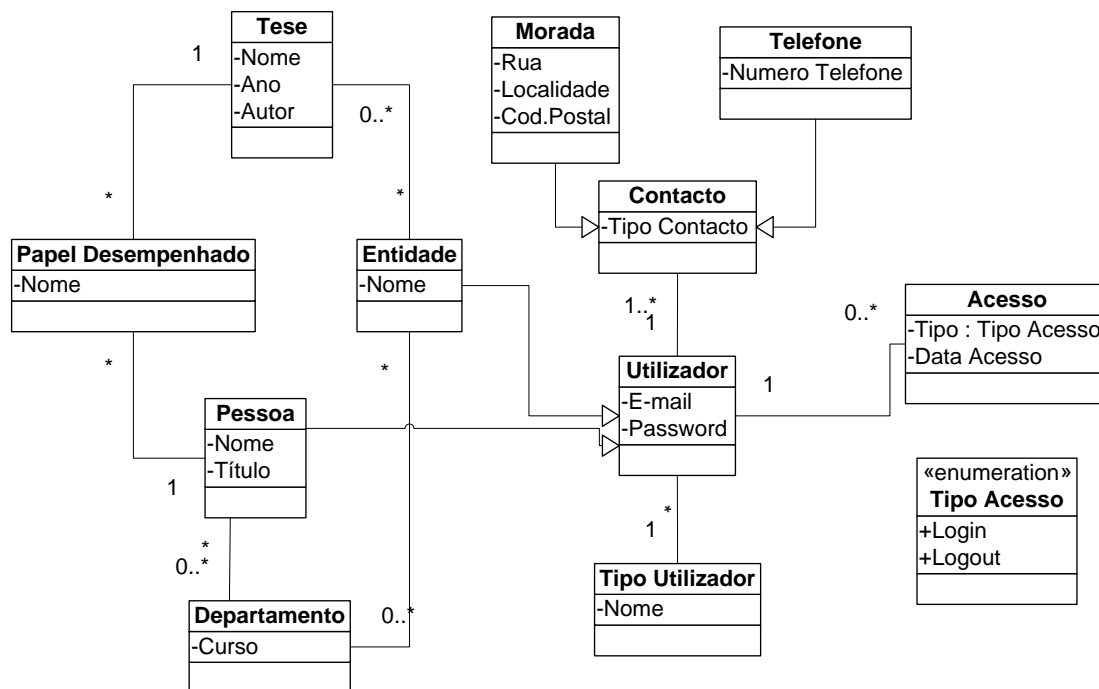 Tese
-Nome
-Ano
-Autor
Morada
-Rua
-Localidade
-Cod.Postal
Telefone
-Numero Telefone
1
0..*
*
*
Contacto
-Tipo Contacto
Papel Desempenhado
-Nome
Entidade
-Nome
1..*
1
0..*
Acesso
-Tipo : Tipo Acesso
-Data Acesso
*
*
Utilizador
-E-mail
-Password
1
Pessoa
-Nome
-Título
1
«enumeration»
Tipo Acesso
+Login
+Logout
*
0..*
*
1
Departamento
-Curso
0..*
Tipo Utilizador
-Nome